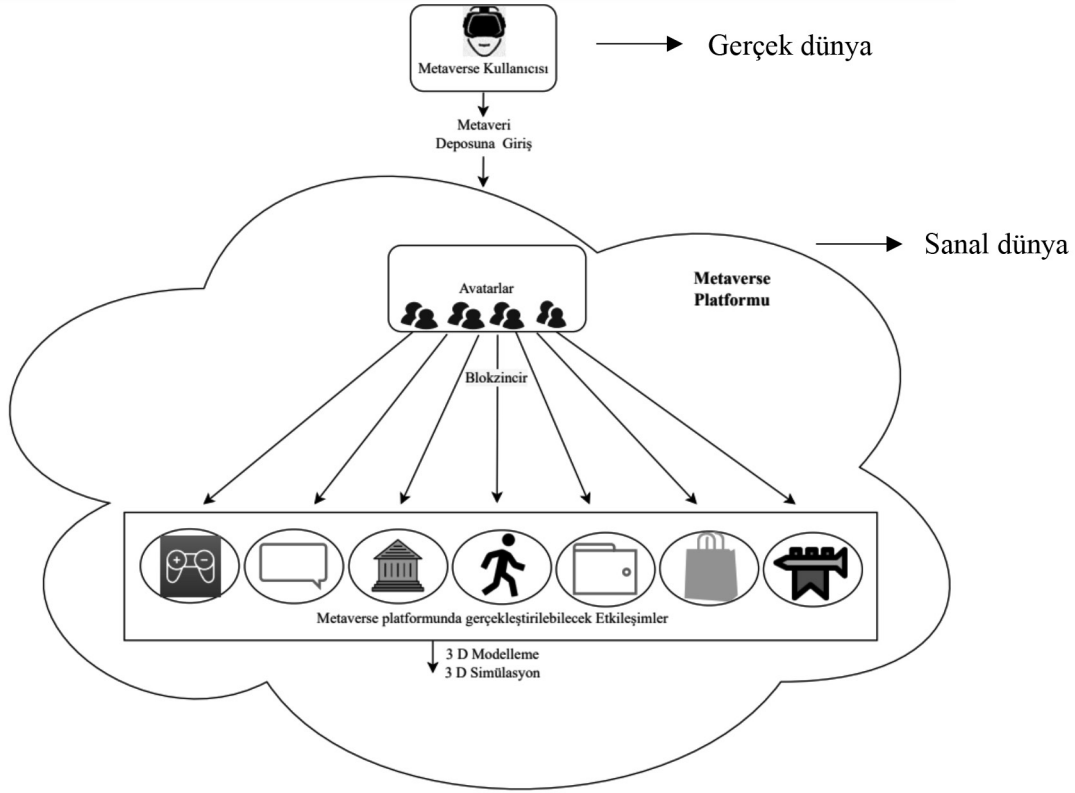 Metaverse Kullanıcısı
Gerçek dünya
Metaveri
Deposuna Giriş
Sanal dünya
Metaverse
Platformu
Avatarlar
Blokzincir
Metaverse platformunda gerçekleştirilebilecek Etkileşimler
3 D Modelleme
3 D Simülasyon